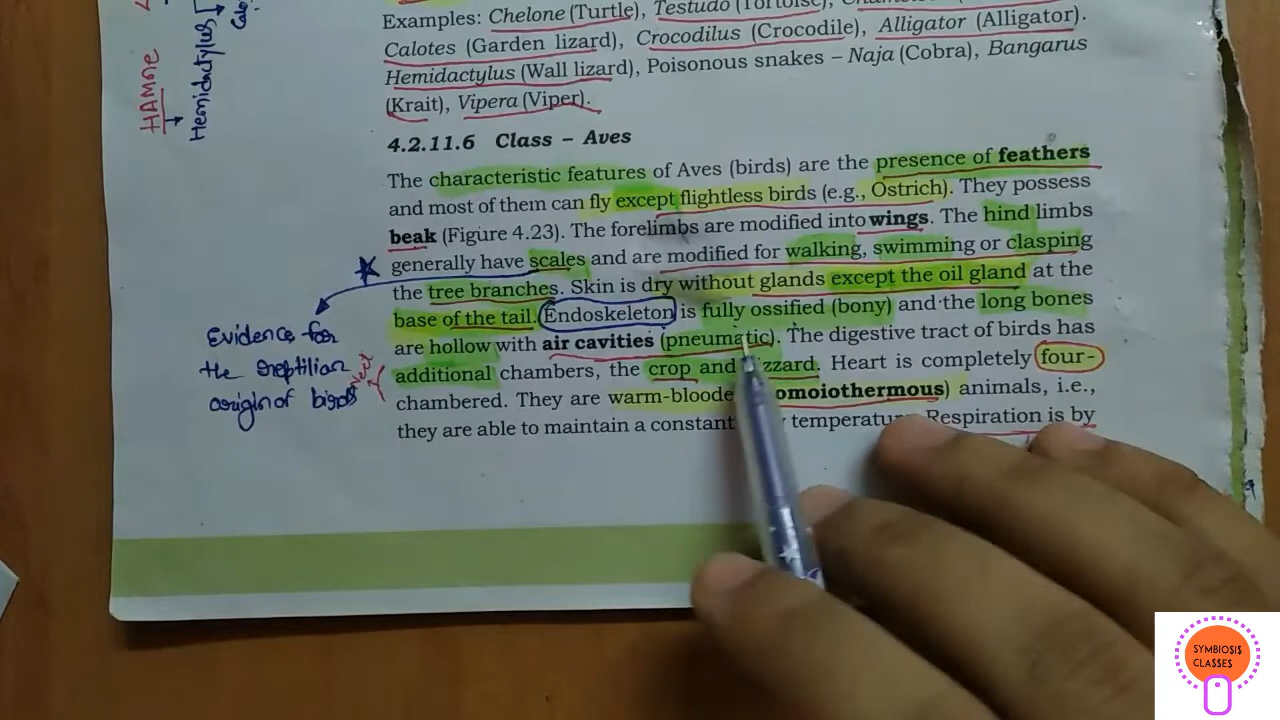 Examples: Chelone (Turtle), Testudo (Tortoise),
Calotes (Garden lizard), Crocodilus (Crocodile), Alligator (Alligator).
Hemidactylus (Wall lizard), Poisonous snakes – Naja (Cobra), Bangarus
(Krait), Vipera (Viper).
4.2.11.6 Class – Aves
The characteristic features of Aves (birds) are the presence of feathers
and most of them can fly except flightless birds (e.g., Ostrich). They possess
beak (Figure 4.23). The forelimbs are modified into wings. The hind limbs
generally have scales and are modified for walking, swimming or clasping
the tree branches. Skin is dry without glands except the oil gland at the
base of the tail. Endoskeleton is fully ossified (bony) and the long bones
are hollow with air cavities (pneumatic). The digestive tract of birds has
additional chambers, the crop and
chambered. They are
they are able to maintain a constant
Heart is completely four-
animals, i.e.,
Respiration is by
HAMNE
Hemidactylus
Evidence for
the reptilian
origin of birds
Neet
SYMBIOSIS
CLASSES